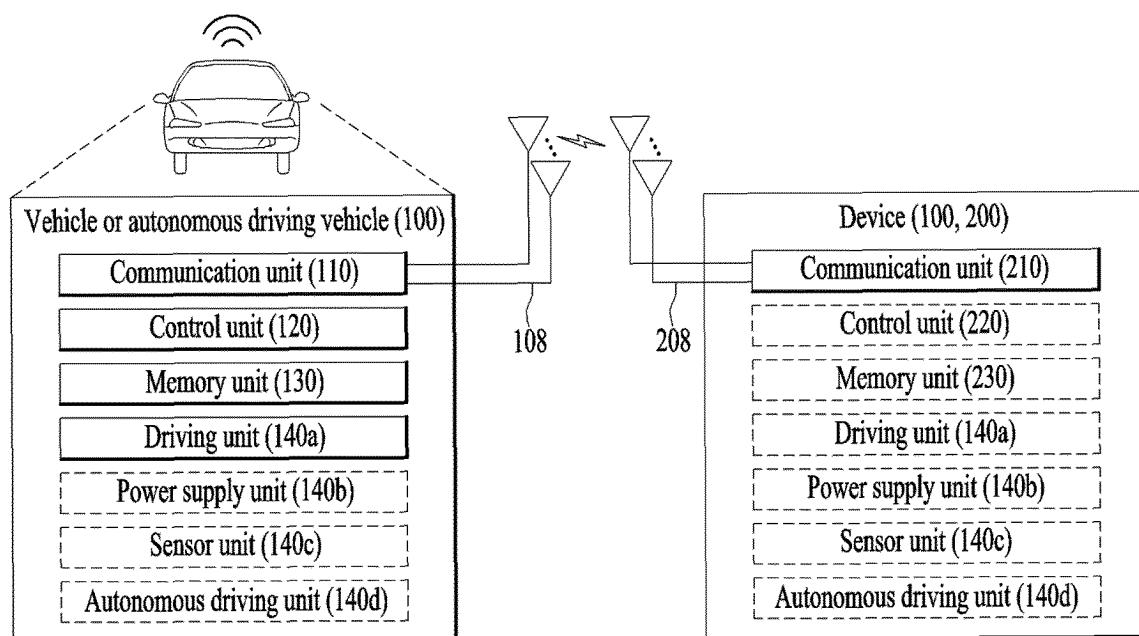 Vehicle or autonomous driving vehicle (100)
Communication unit (110)
Control unit (120)
Memory unit (130)
Driving unit (140a)
Power supply unit (140b)
Sensor unit (140c)
Autonomous driving unit (140d)
108
208
Device (100, 200)
Communication unit (210)
Control unit (220)
Memory unit (230)
Driving unit (140a)
Power supply unit (140b)
Sensor unit (140c)
Autonomous driving unit (140d)